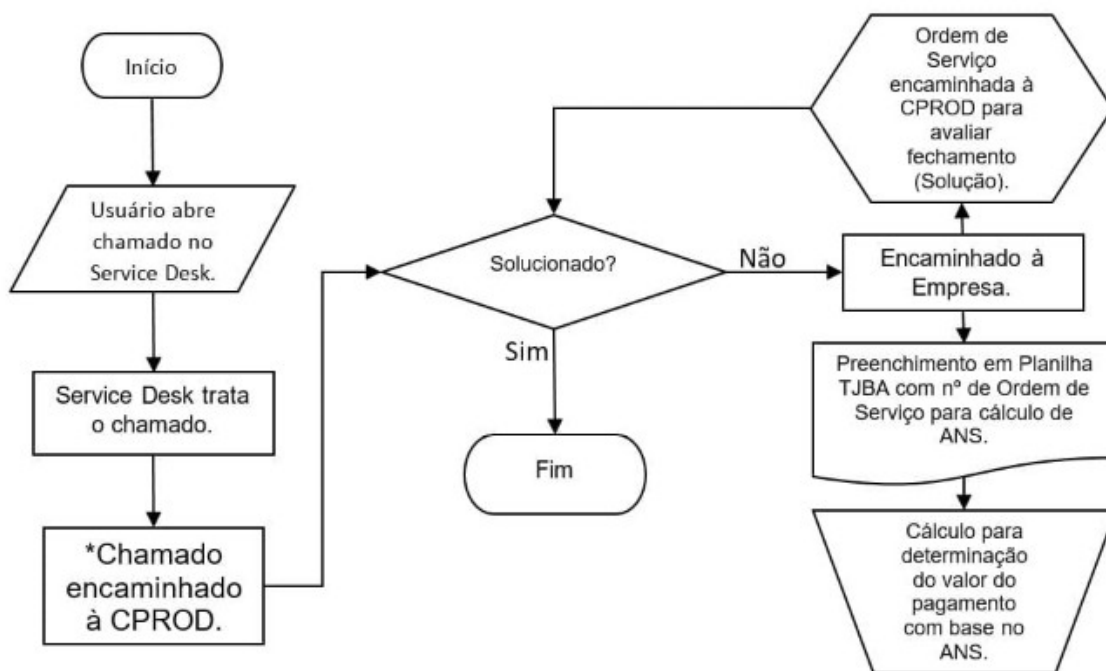 Início
Usuário abre
chamado no
Service Desk.
Service Desk trata
o chamado.
*Chamado
encaminhado
à CPROD.
Solucionado?
Sim
Fim
Não
Ordem de
Serviço
encaminhada à
CPROD para
avaliar
fechamento
(Solução).
Encaminhado à
Empresa.
Preenchimento em Planilha
TJBA com nº de Ordem de
Serviço para cálculo de
ANS.
Cálculo para
determinação
do valor do
pagamento
com base no
ANS.